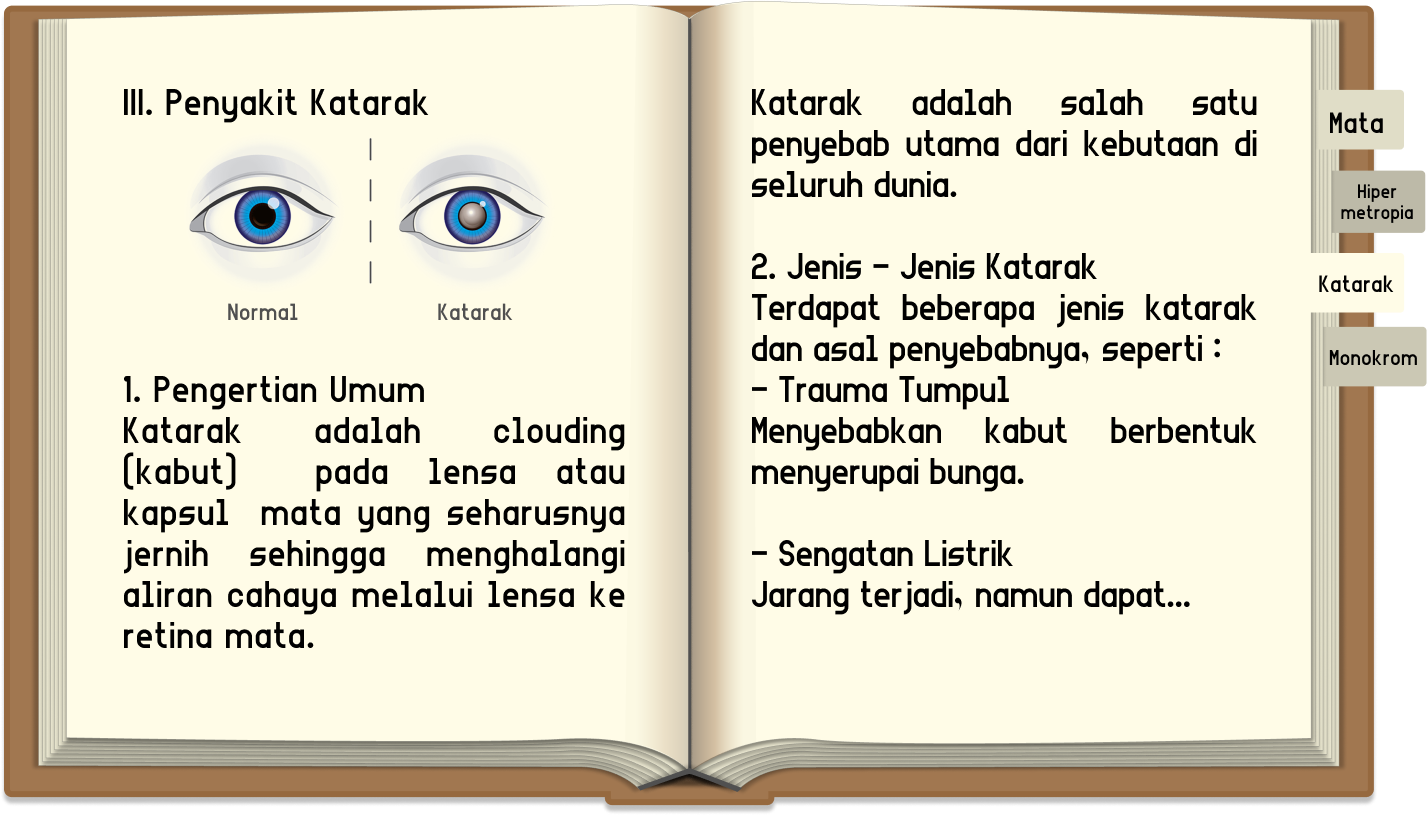 III. Penyakit Katarak
Normal
Katarak
1. Pengertian Umum
Katarak adalah clouding
(kabut) pada lensa atau
kapsul mata yang seharusnya
jernih sehingga menghalangi
aliran cahaya melalui lensa ke
retina mata.
Katarak adalah salah satu
penyebab utama dari kebutaan di
seluruh dunia.
2. Jenis - Jenis Katarak
Terdapat beberapa jenis katarak
dan asal penyebabnya, seperti :
- Trauma Tumpul
Menyebabkan kabut berbentuk
menyerupai bunga.
- Sengatan Listrik
Jarang terjadi, namun dapat...
Mata
Hiper
metropia
Katarak
Monokrom